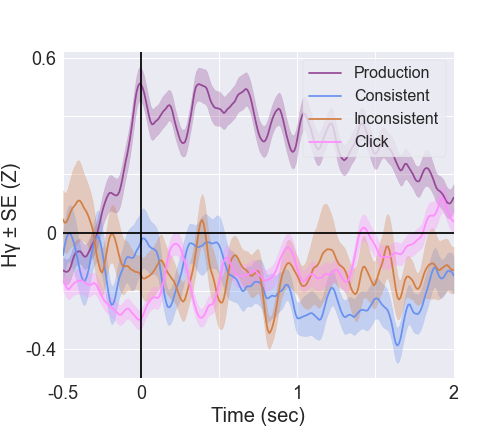 0.6
Production
Consistent
Inconsistent
Click
Hγ ± SE (Z)
0
-0.4
-0.5 0 1 2
Time (sec)